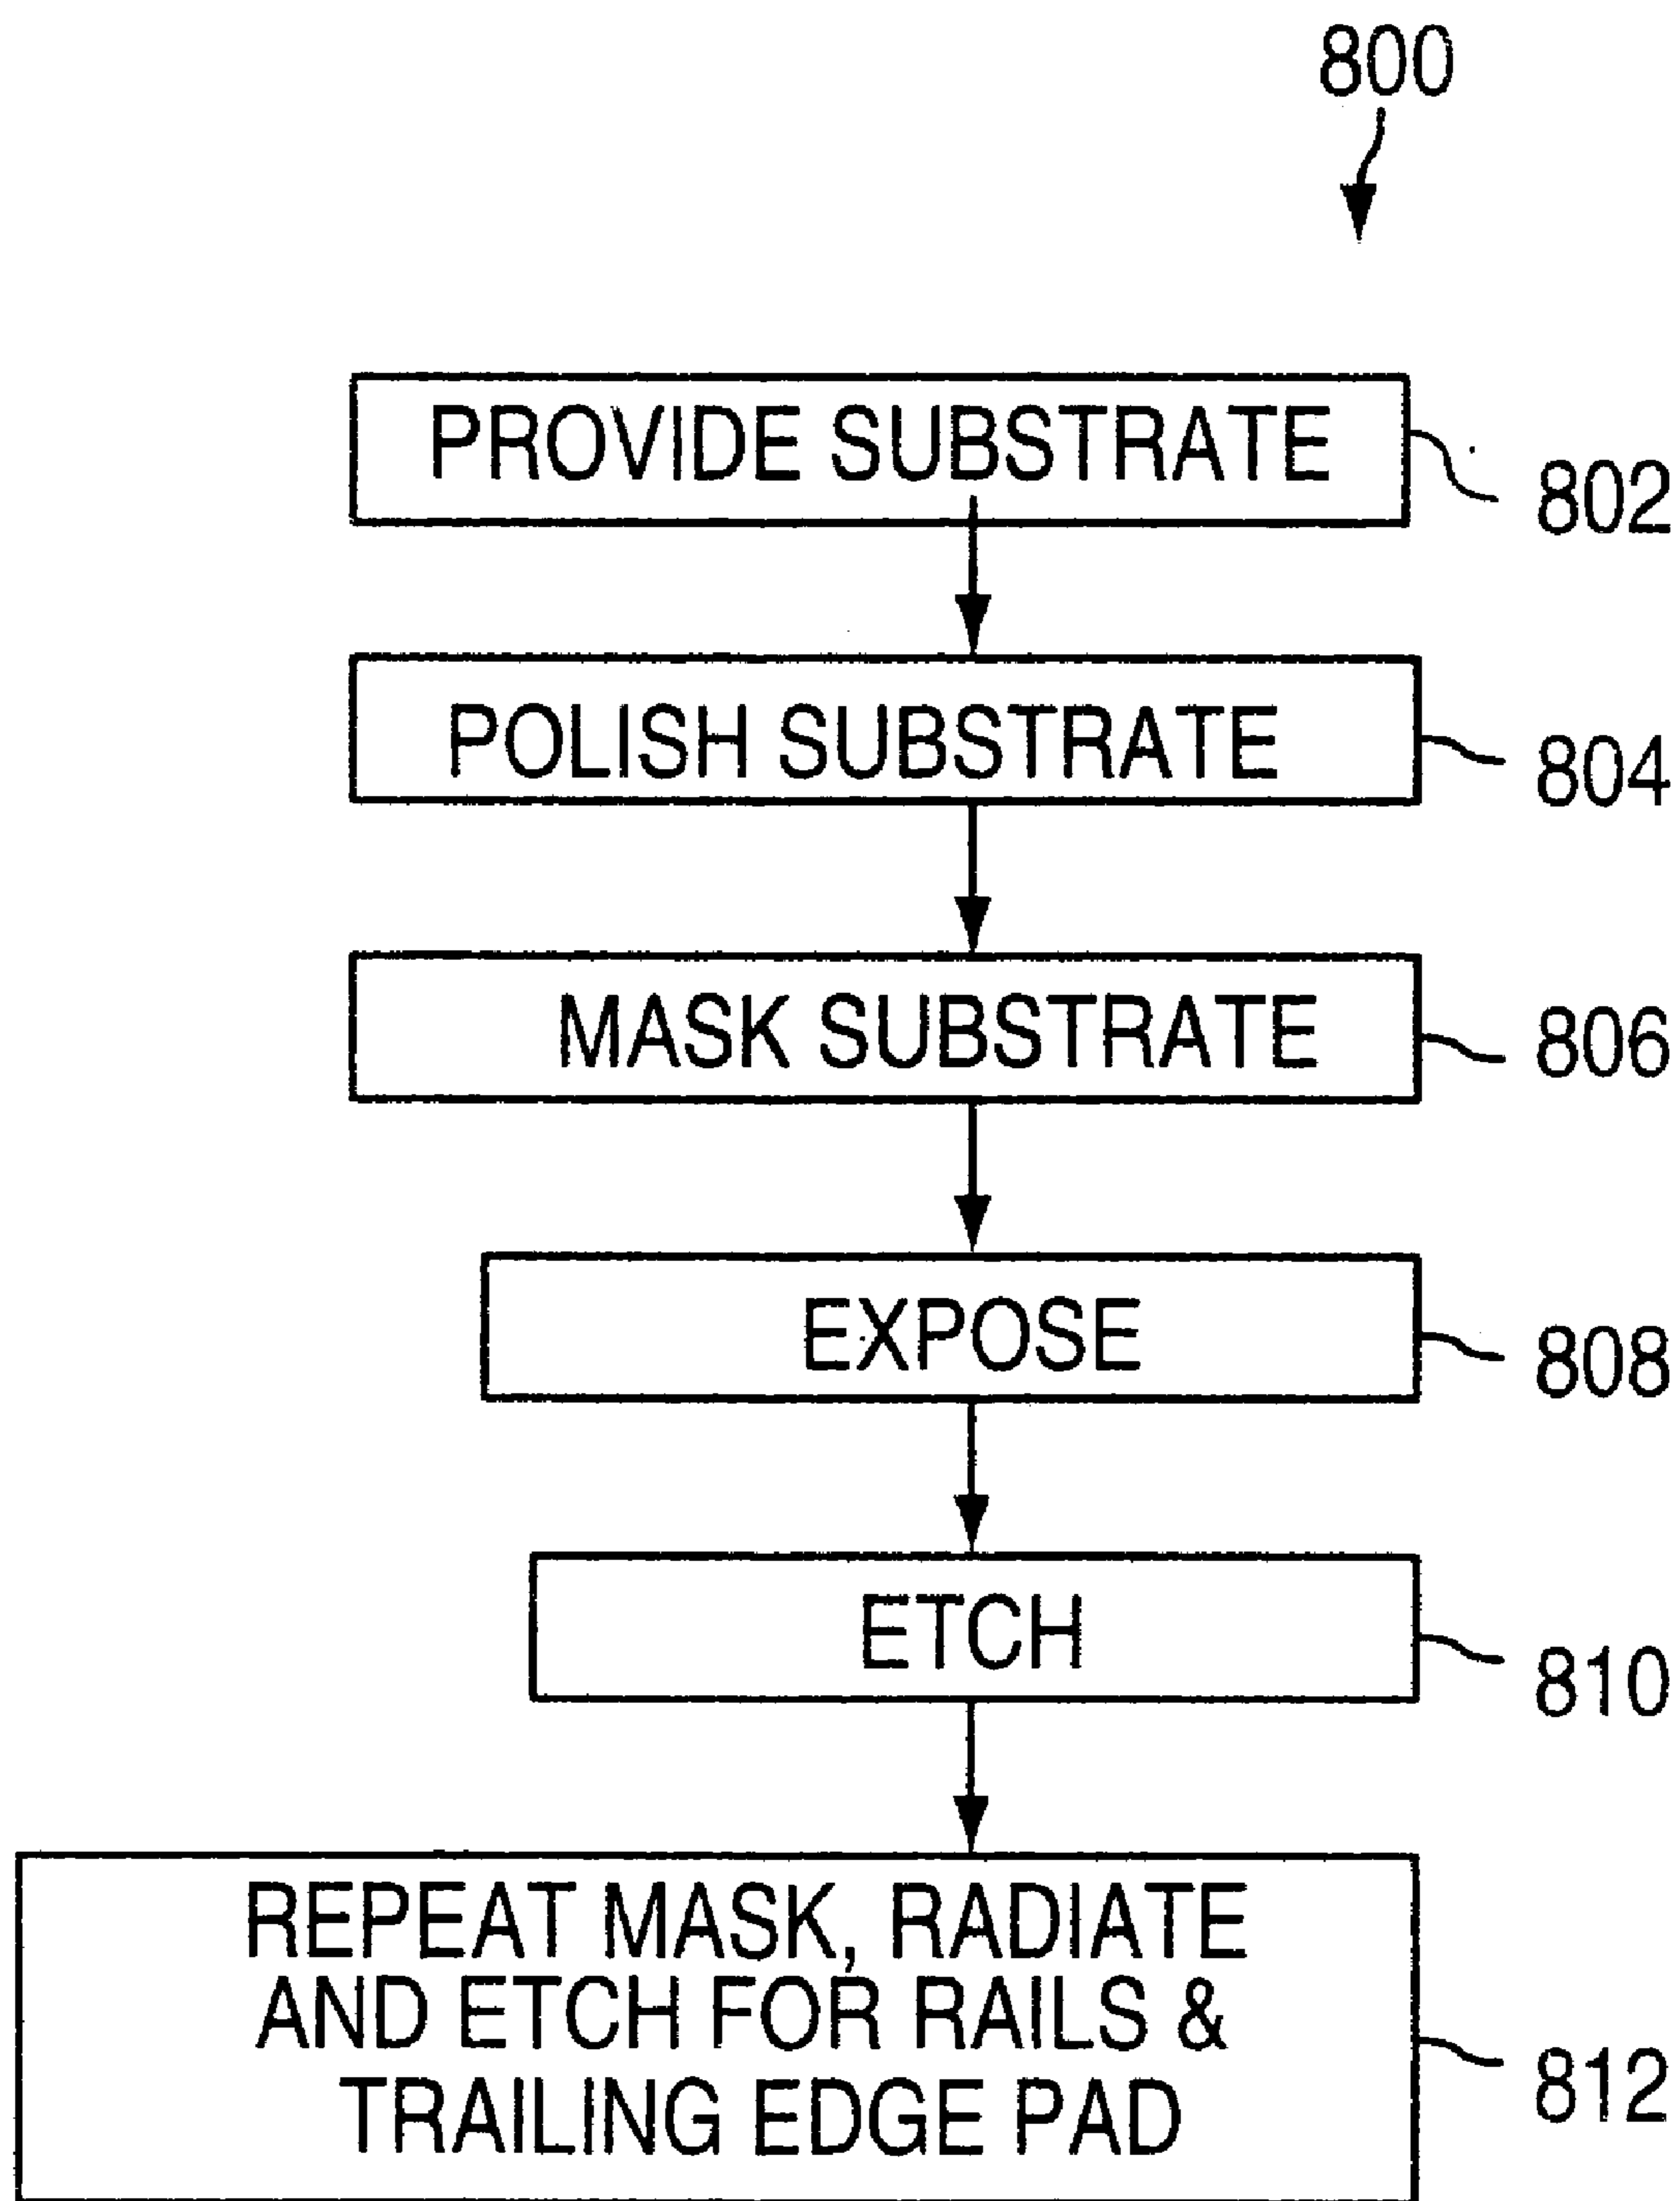 800
PROVIDE SUBSTRATE
802
POLISH SUBSTRATE
804
MASK SUBSTRATE
806
EXPOSE
808
ETCH
810
REPEAT MASK, RADIATE
AND ETCH FOR RAILS &
TRAILING EDGE PAD
812